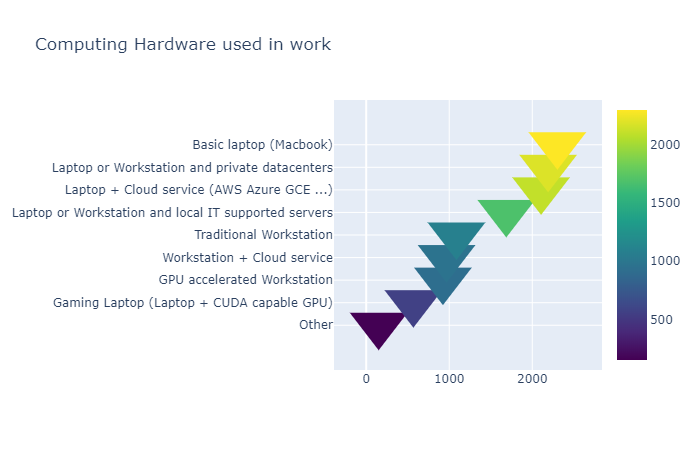 Computing Hardware used in work
Basic laptop (Macbook)
Laptop or Workstation and private datacenters
Laptop + Cloud service (AWS Azure GCE ...)
Laptop or Workstation and local IT supported servers
Traditional Workstation
Workstation + Cloud service
GPU accelerated Workstation
Gaming Laptop (Laptop + CUDA capable GPU)
Other
0 1000 2000
2000
1500
1000
500